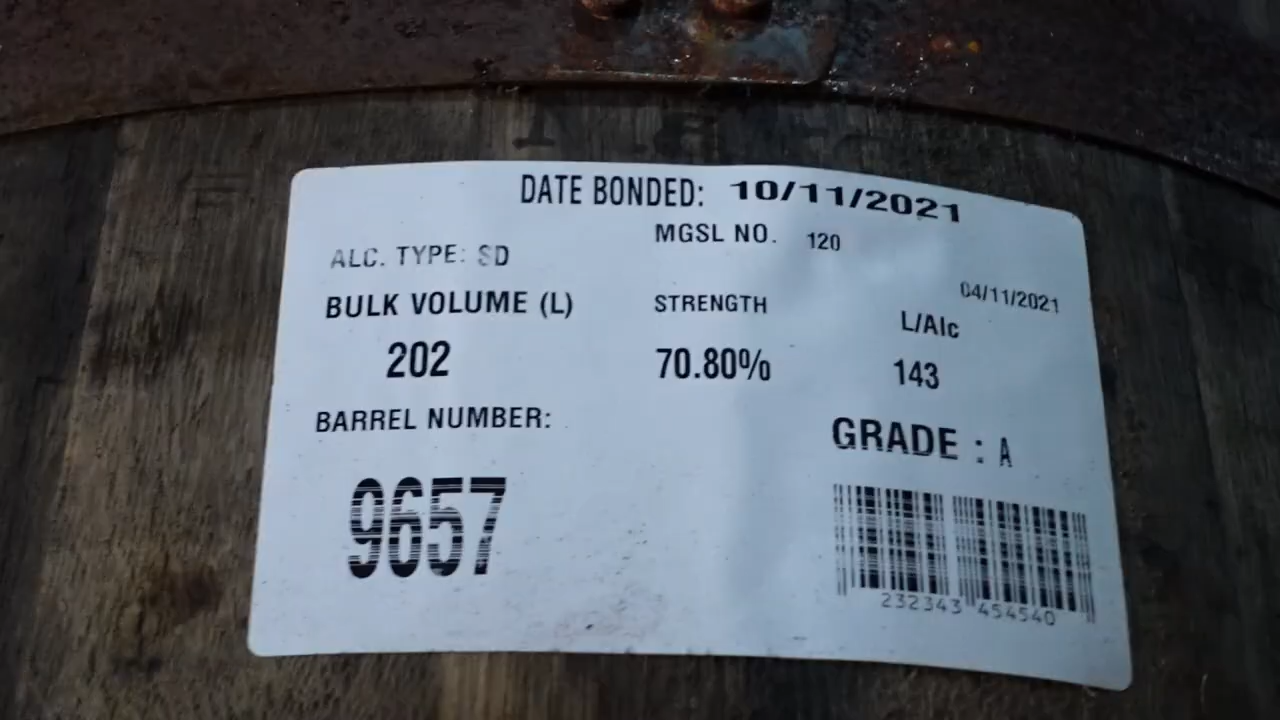 DATE BONDED: 10/11/2021
MGSL NO. 120
ALC. TYPE: SD
04/11/2021
BULK VOLUME (L) STRENGTH L/Alc
202 70.80% 143
BARREL NUMBER: GRADE : A
9657
232343 454540